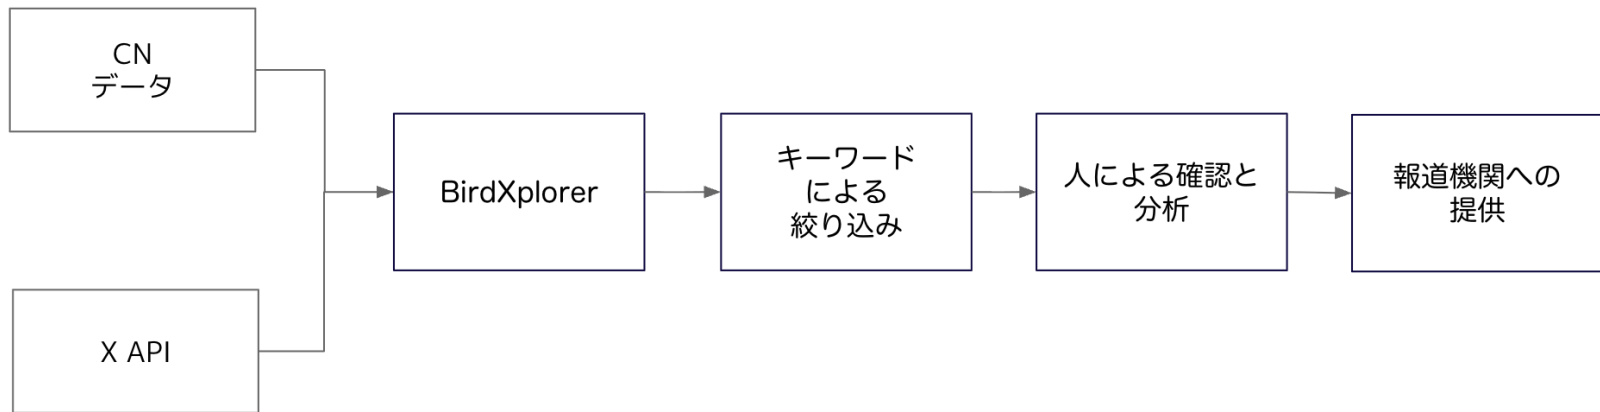 CN
データ
X API
BirdXplorer
キーワード
による
絞り込み
人による確認と
分析
報道機関への
提供